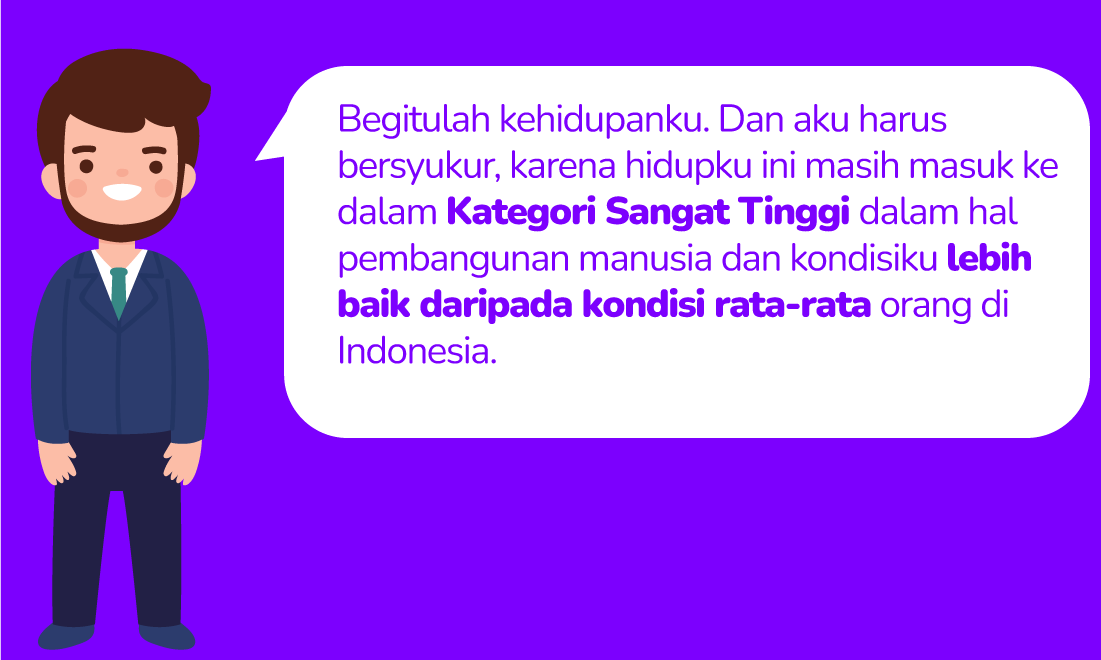 Begitulah kehidupanku. Dan aku harus
bersyukur, karena hidupku ini masih masuk ke
dalam Kategori Sangat Tinggi dalam hal
pembangunan manusia dan kondisiku lebih
baik daripada kondisi rata-rata orang di
Indonesia.